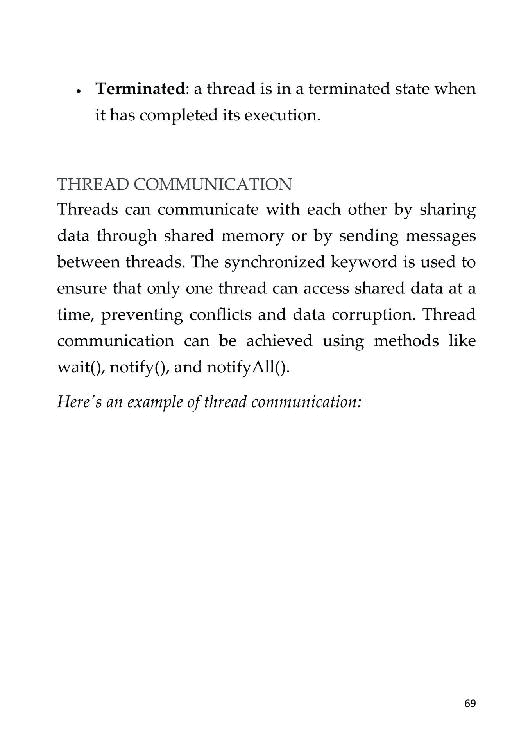 • Terminated: a thread is in a terminated state when
it has completed its execution.
THREAD COMMUNICATION
Threads can communicate with each other by sharing
data through shared memory or by sending messages
between threads. The synchronized keyword is used to
ensure that only one thread can access shared data at a
time, preventing conflicts and data corruption. Thread
communication can be achieved using methods like
wait(), notify(), and notifyAll().
Here's an example of thread communication:
69